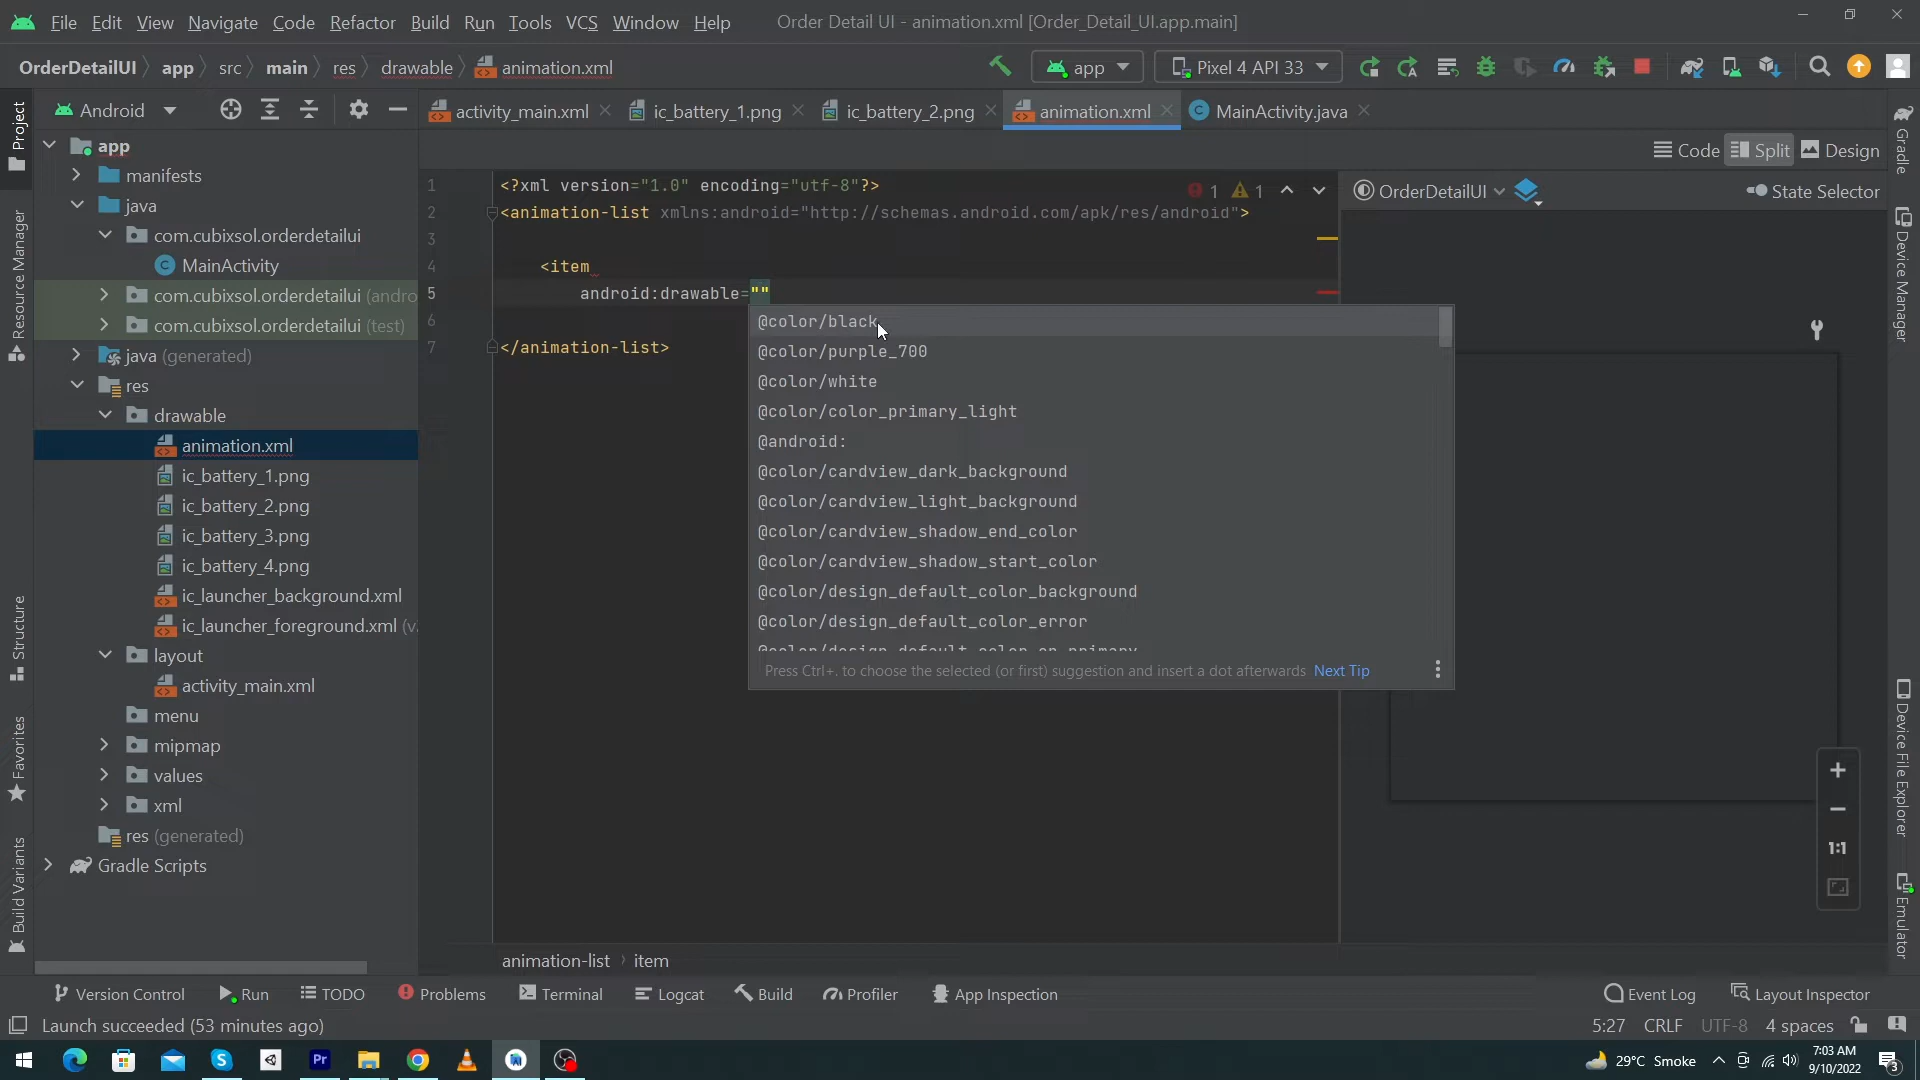 File Edit View Navigate Code Refactor Build Run Tools VCS Window Help Order Detail UI - animation.xml [Order_Detail_UI.app.main]
OrderDetailUI app src main res drawable animation.xml app Pixel 4 API 33
Android activity_main.xml ic_battery_1.png ic_battery_2.png animation.xml MainActivity.java
Code Split Design
OrderDetailUI State Selector
Project
Resource Manager
Structure
Favorites
Build Variants
app
manifests
java
com.cubixsol.orderdetailui
MainActivity
com.cubixsol.orderdetailui (andro
com.cubixsol.orderdetailui (test)
java (generated)
res
drawable
animation.xml
ic_battery_1.png
ic_battery_2.png
ic_battery_3.png
ic_battery_4.png
ic_launcher_background.xml
ic_launcher_foreground.xml (v.
layout
activity_main.xml
menu
mipmap
values
xml
res (generated)
Gradle Scripts
1 <?xml version="1.0" encoding="utf-8"?> 1 1
2 <animation-list xmlns:android="http://schemas.android.com/apk/res/android">
3
4 <item
5 android:drawable=""
6
7 </animation-list>
@color/black
@color/purple_700
@color/white
@color/color_primary_light
@android:
@color/cardview_dark_background
@color/cardview_light_background
@color/cardview_shadow_end_color
@color/cardview_shadow_start_color
@color/design_default_color_background
@color/design_default_color_error
@color/design_default_color_on_primary
Press Ctrl+. to choose the selected (or first) suggestion and insert a dot afterwards Next Tip
1:1
Gradle
Device Manager
Device File Explorer
Emulator
animation-list item
Version Control Run TODO Problems Terminal Logcat Build Profiler App Inspection Event Log Layout Inspector
Launch succeeded (53 minutes ago) 5:27 CRLF UTF-8 4 spaces
29°C Smoke 7:03 AM
9/10/2022 3
Pr